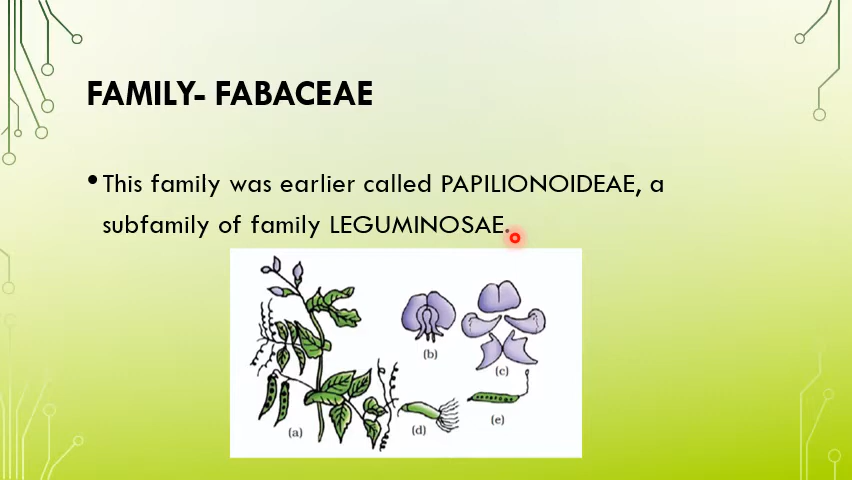 FAMILY- FABACEAE
•This family was earlier called PAPILIONOIDEAE, a
subfamily of family LEGUMINOSAE.
(b)
(c)
(a)
(d)
(e)